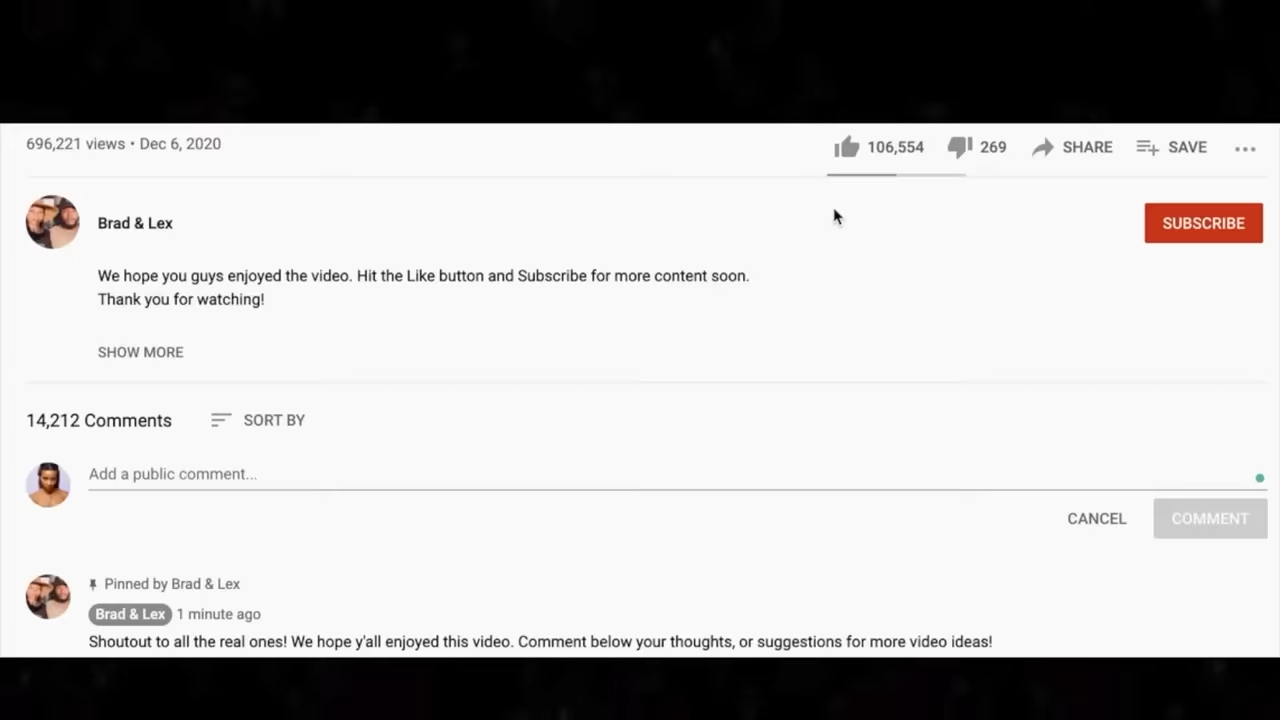 696,221 views • Dec 6, 2020
106,554
269
SHARE
SAVE
Brad & Lex
SUBSCRIBE
We hope you guys enjoyed the video. Hit the Like button and Subscribe for more content soon.
Thank you for watching!
SHOW MORE
14,212 Comments
SORT BY
Add a public comment...
CANCEL
COMMENT
Pinned by Brad & Lex
Brad & Lex 1 minute ago
Shoutout to all the real ones! We hope y'all enjoyed this video. Comment below your thoughts, or suggestions for more video ideas!